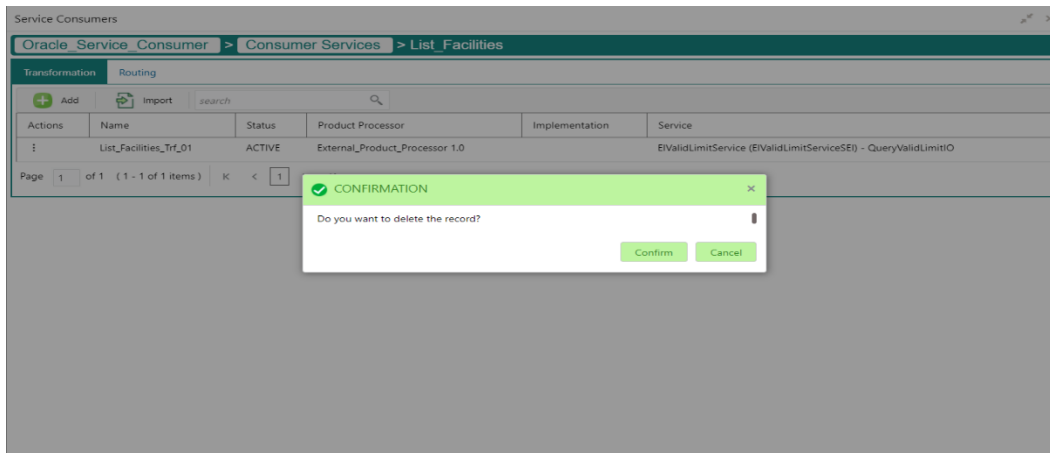 Service Consumers
Oracle_Service_Consumer > Consumer Services > List_Facilities
Transformation Routing
Add Import search
Actions Name Status Product Processor Implementation Service
List_Facilities_Trf_01 ACTIVE External_Product_Processor 1.0 EIValidLimitService (EIValidLimitServiceSEI) - QueryValidLimitIO
Page 1 of 1 (1 - 1 of 1 items) K < 1
CONFIRMATION ×
Do you want to delete the record?
Confirm Cancel